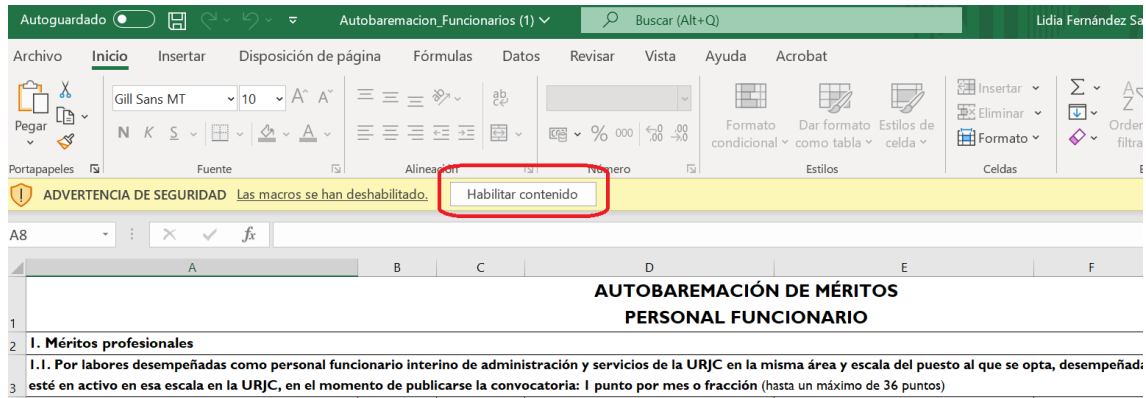 Autoguardado Autobaremacion_Funcionarios (1) Buscar (Alt+Q) Lidia Fernández Sa
Archivo Inicio Insertar Disposición de página Fórmulas Datos Revisar Vista Ayuda Acrobat
Pegar
Gill Sans MT 10
N K S
Formato condicional
Dar formato como tabla
Estilos de celda
Insertar
Eliminar
Formato
Order
filtra
Portapapeles Fuente Alineación Número Estilos Celdas
ADVERTENCIA DE SEGURIDAD Las macros se han deshabilitado. Habilitar contenido
A8 fx
A B C D E F
1 AUTOBAREMACIÓN DE MÉRITOS
PERSONAL FUNCIONARIO
2 1. Méritos profesionales
3 1.1. Por labores desempeñadas como personal funcionario interino de administración y servicios de la URJC en la misma área y escala del puesto al que se opta, desempeñada
esté en activo en esa escala en la URJC, en el momento de publicarse la convocatoria: 1 punto por mes o fracción (hasta un máximo de 36 puntos)